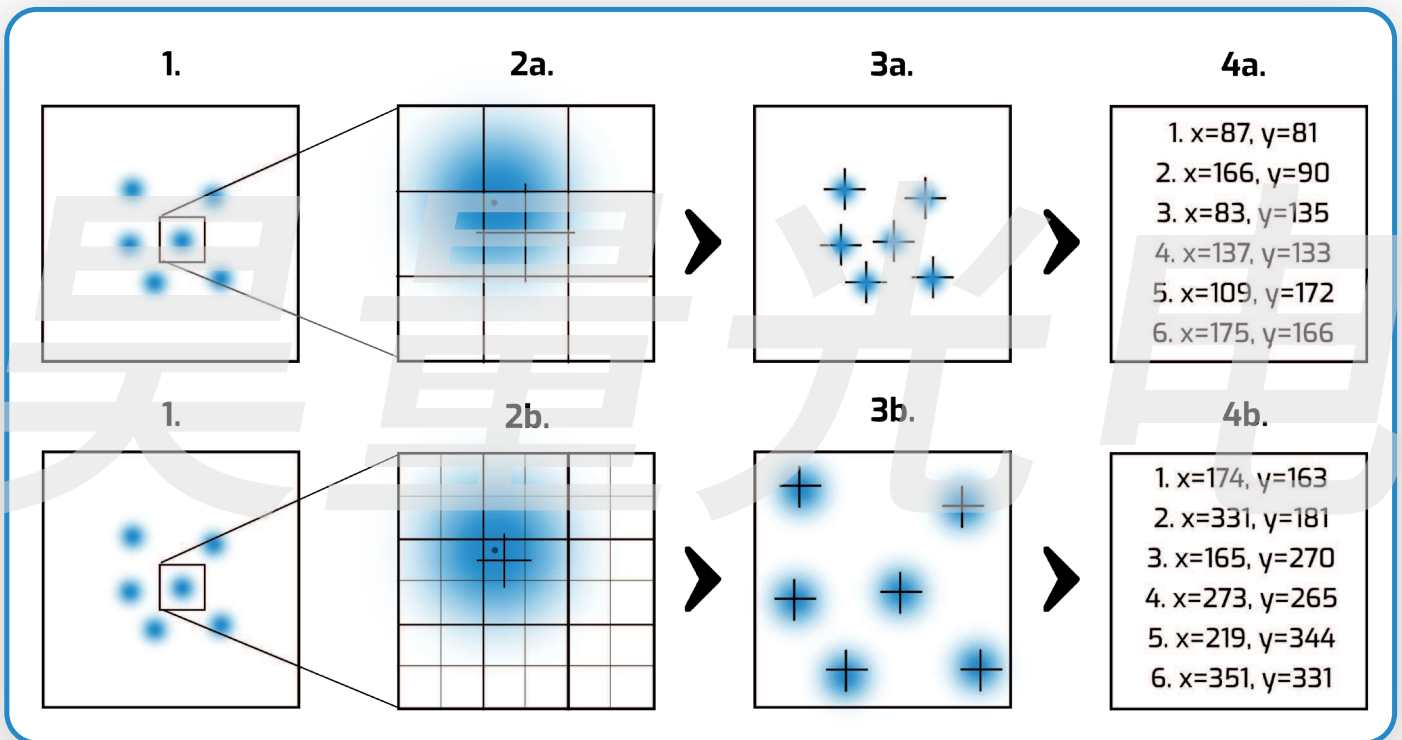 1.
2a.
3a.
4a.
1. x=87, y=81
2. x=166, y=90
3. x=83, y=135
4. x=137, y=133
5. x=109, y=172
6. x=175, y=166
1.
2b.
3b.
4b.
1. x=174, y=163
2. x=331, y=181
3. x=165, y=270
4. x=273, y=265
5. x=219, y=344
6. x=351, y=331
昊量光电